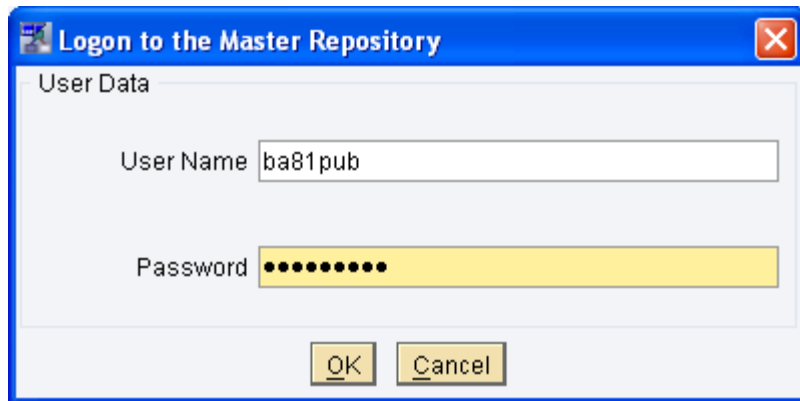 Logon to the Master Repository
User Data
User Name ba81pub
Password •••••••••
OK Cancel